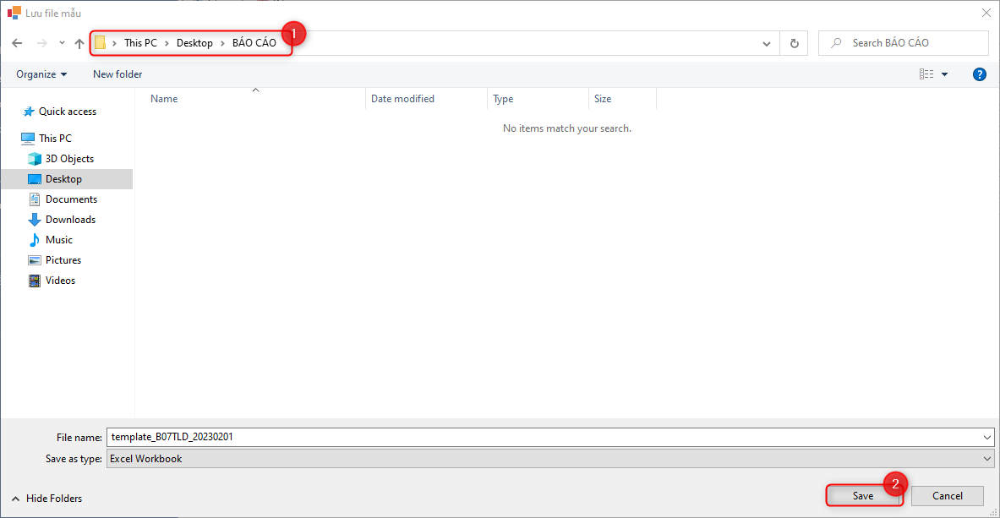 Lưu file mẫu
This PC > Desktop > BÁO CÁO
1
Search BÁO CÁO
Organize
New folder
?
Name
Date modified
Type
Size
No items match your search.
Quick access
This PC
3D Objects
Desktop
Documents
Downloads
Music
Pictures
Videos
File name: template_B07TLD_20230201
Save as type: Excel Workbook
Hide Folders
Save
2
Cancel